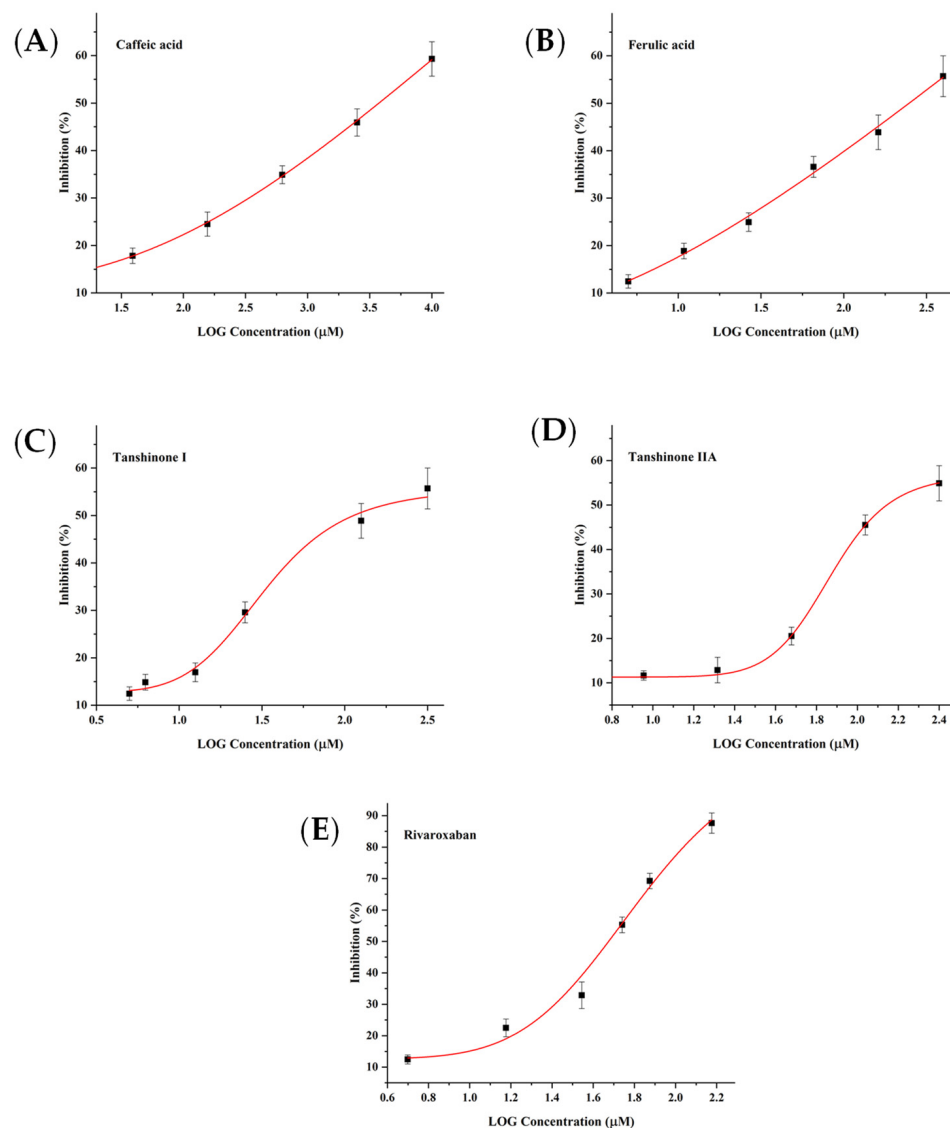 (A)
Caffeic acid
60
50
40
30
20
10
1.5 2.0 2.5 3.0 3.5 4.0
Inhibition (%)
LOG Concentration (μM)
(B)
Ferulic acid
60
50
40
30
20
10
1.0 1.5 2.0 2.5
Inhibition (%)
LOG Concentration (μM)
(C)
Tanshinone I
60
50
40
30
20
10
0.5 1.0 1.5 2.0 2.5
Inhibition (%)
LOG Concentration (μM)
(D)
Tanshinone IIA
60
50
40
30
20
10
0.8 1.0 1.2 1.4 1.6 1.8 2.0 2.2 2.4
Inhibition (%)
LOG Concentration (μM)
(E)
Rivaroxaban
90
80
70
60
50
40
30
20
10
0.6 0.8 1.0 1.2 1.4 1.6 1.8 2.0 2.2
Inhibition (%)
LOG Concentration (μM)